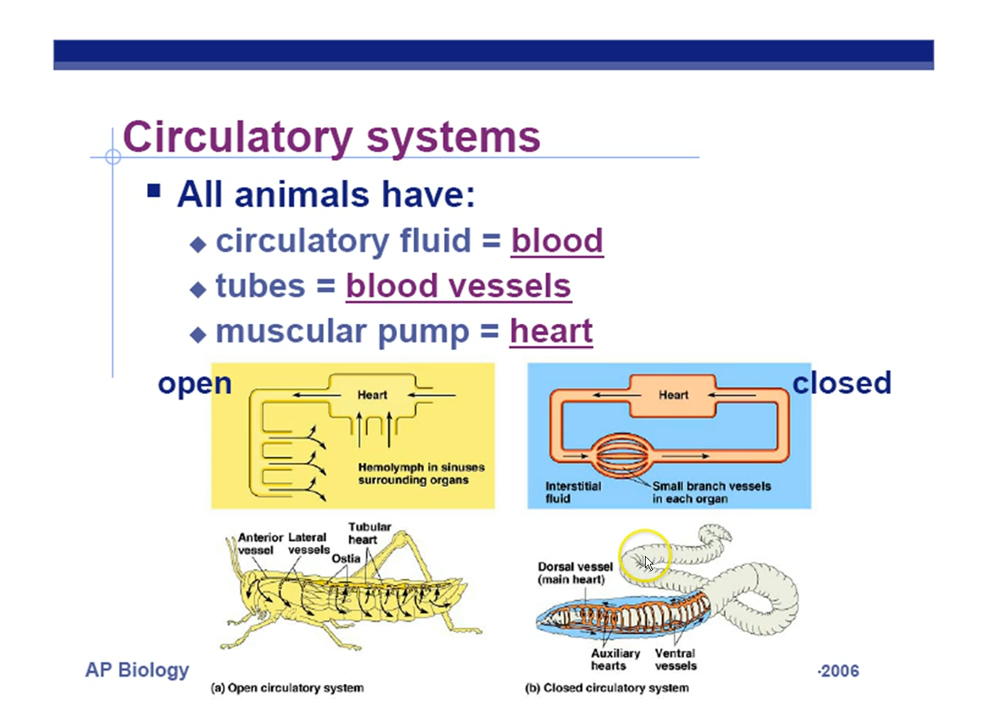 Circulatory systems
All animals have:
circulatory fluid = blood
tubes = blood vessels
muscular pump = heart
open
closed
Heart
Hemolymph in sinuses
surrounding organs
Heart
Interstitial
fluid
Small branch vessels
in each organ
Anterior
vessel
Lateral
vessels
Tubular
heart
Ostia
Dorsal vessel
(main heart)
Auxiliary
hearts
Ventral
vessels
(a) Open circulatory system
(b) Closed circulatory system
AP Biology
-2006